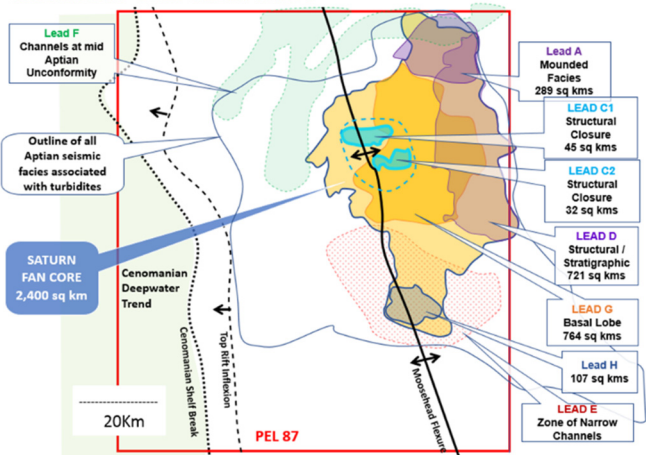 Lead F
Channels at mid
Aptian
Unconformity
Outline of all
Aptian seismic
facies associated
with turbidites
SATURN
FAN CORE
2,400 sq km
Cenomanian
Deepwater
Trend
Cenomanian Shelf Break
Top Rift Inflexion
Moosehead Flexure
20Km
PEL 87
Lead A
Mounded
Facies
289 sq kms
LEAD C1
Structural
Closure
45 sq kms
LEAD C2
Structural
Closure
32 sq kms
LEAD D
Structural /
Stratigraphic
721 sq kms
LEAD G
Basal Lobe
764 sq kms
Lead H
107 sq kms
LEAD E
Zone of Narrow
Channels